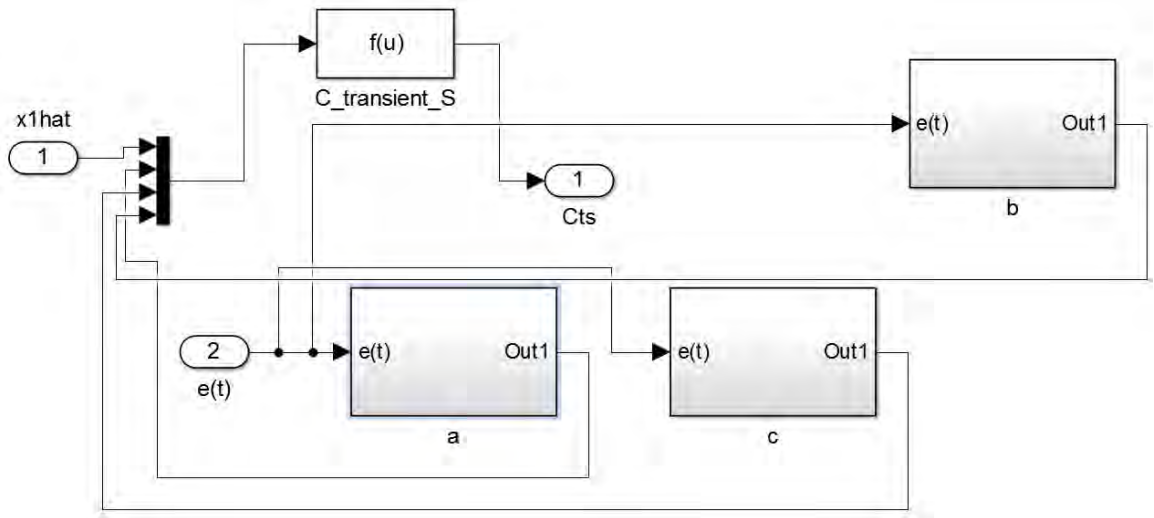 f(u)
C_transient_S
x1hat
1
e(t) Out1
b
1
Cts
2
e(t)
e(t) Out1
a
e(t) Out1
c